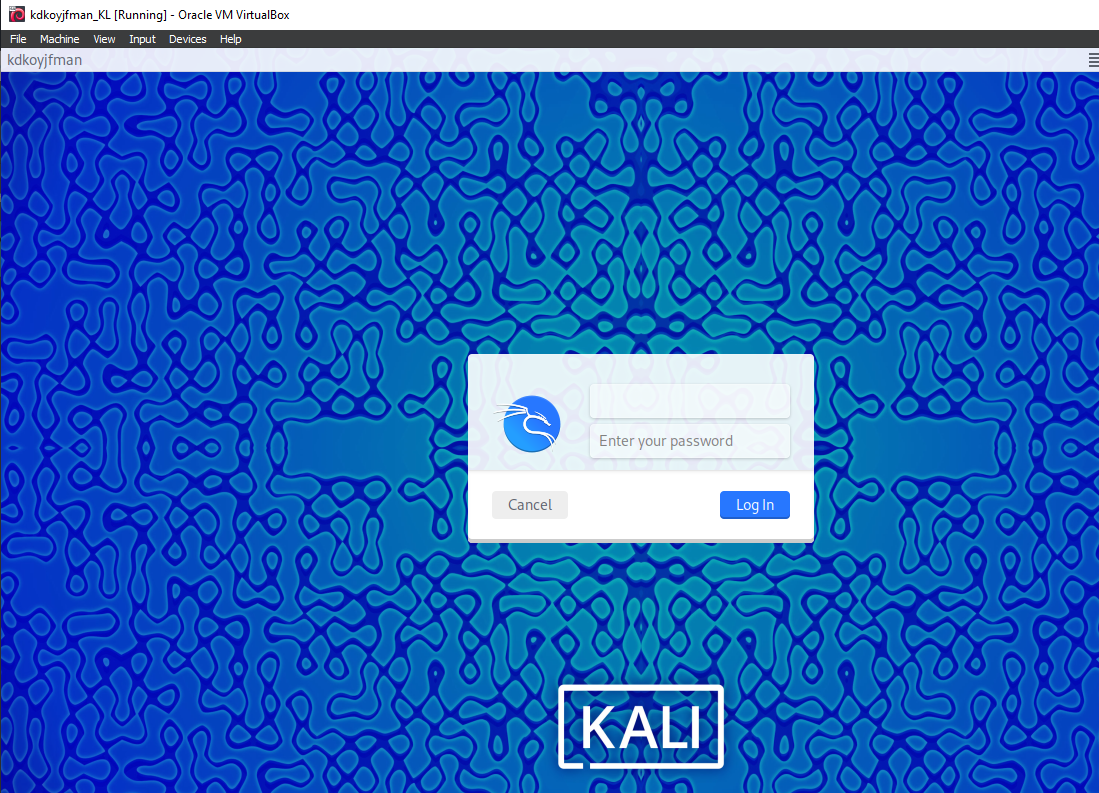 kdkoyjfman_KL [Running] - Oracle VM VirtualBox
File Machine View Input Devices Help
kdkoyjfman
Enter your password
Cancel Log In
KALI